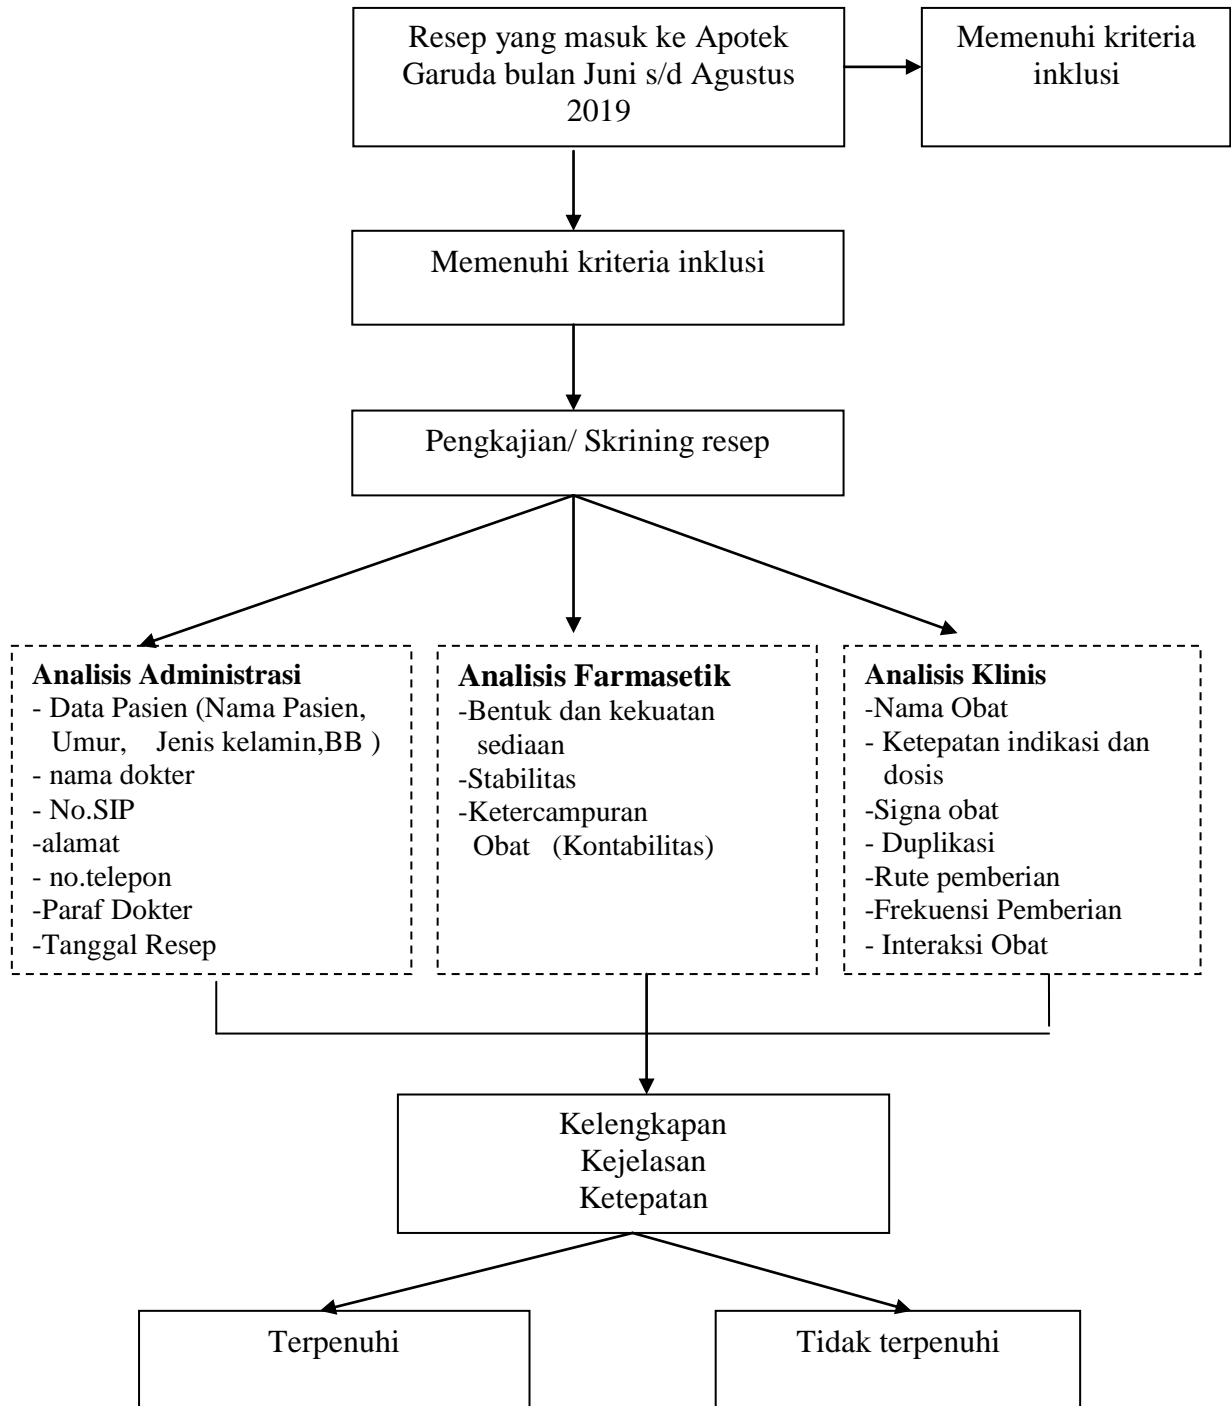 Resep yang masuk ke Apotek
Garuda bulan Juni s/d Agustus
2019
Memenuhi kriteria
inklusi
Memenuhi kriteria inklusi
Pengkajian/ Skrining resep
Analisis Administrasi
- Data Pasien (Nama Pasien,
Umur, Jenis kelamin,BB )
- nama dokter
- No.SIP
-alamat
- no.telepon
-Paraf Dokter
-Tanggal Resep
Analisis Farmasetik
-Bentuk dan kekuatan
sediaan
-Stabilitas
-Ketercampuran
Obat (Kontabilitas)
Analisis Klinis
-Nama Obat
- Ketepatan indikasi dan
dosis
-Signa obat
- Duplikasi
-Rute pemberian
-Frekuensi Pemberian
- Interaksi Obat
Kelengkapan
Kejelasan
Ketepatan
Terpenuhi
Tidak terpenuhi